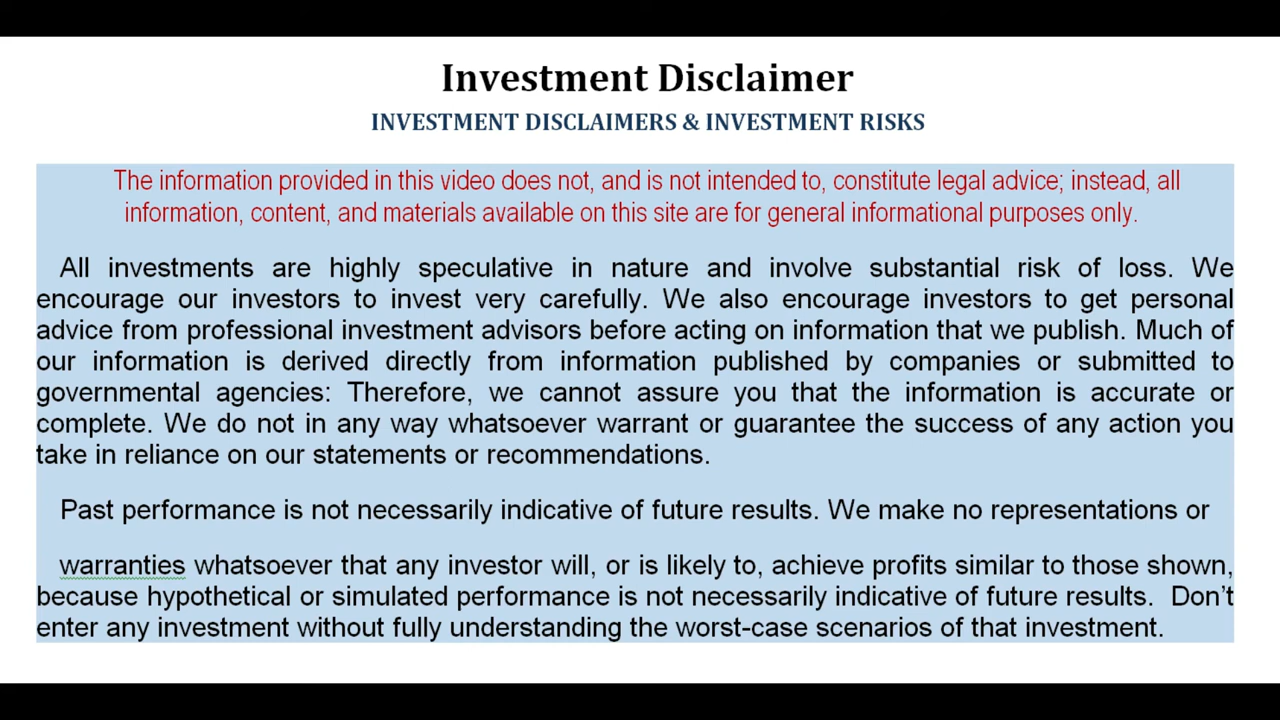 Investment Disclaimer
INVESTMENT DISCLAIMERS & INVESTMENT RISKS
The information provided in this video does not, and is not intended to, constitute legal advice; instead, all
information, content, and materials available on this site are for general informational purposes only.
All investments are highly speculative in nature and involve substantial risk of loss. We
encourage our investors to invest very carefully. We also encourage investors to get personal
advice from professional investment advisors before acting on information that we publish. Much of
our information is derived directly from information published by companies or submitted to
governmental agencies: Therefore, we cannot assure you that the information is accurate or
complete. We do not in any way whatsoever warrant or guarantee the success of any action you
take in reliance on our statements or recommendations.
Past performance is not necessarily indicative of future results. We make no representations or
warranties whatsoever that any investor will, or is likely to, achieve profits similar to those shown,
because hypothetical or simulated performance is not necessarily indicative of future results.  Don’t
enter any investment without fully understanding the worst-case scenarios of that investment.